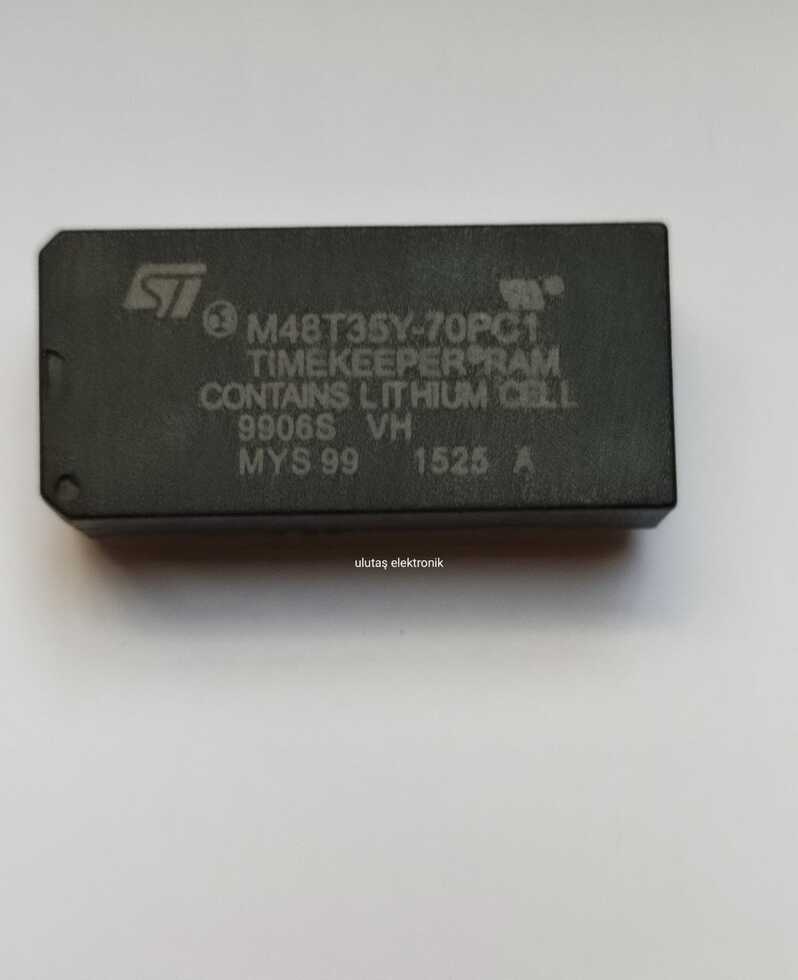 ST
M48T35Y-70PC1
TIMEKEEPER® RAM
CONTAINS LITHIUM CELL
9906S VH
MYS 99 1525 A
ulutaş elektronik